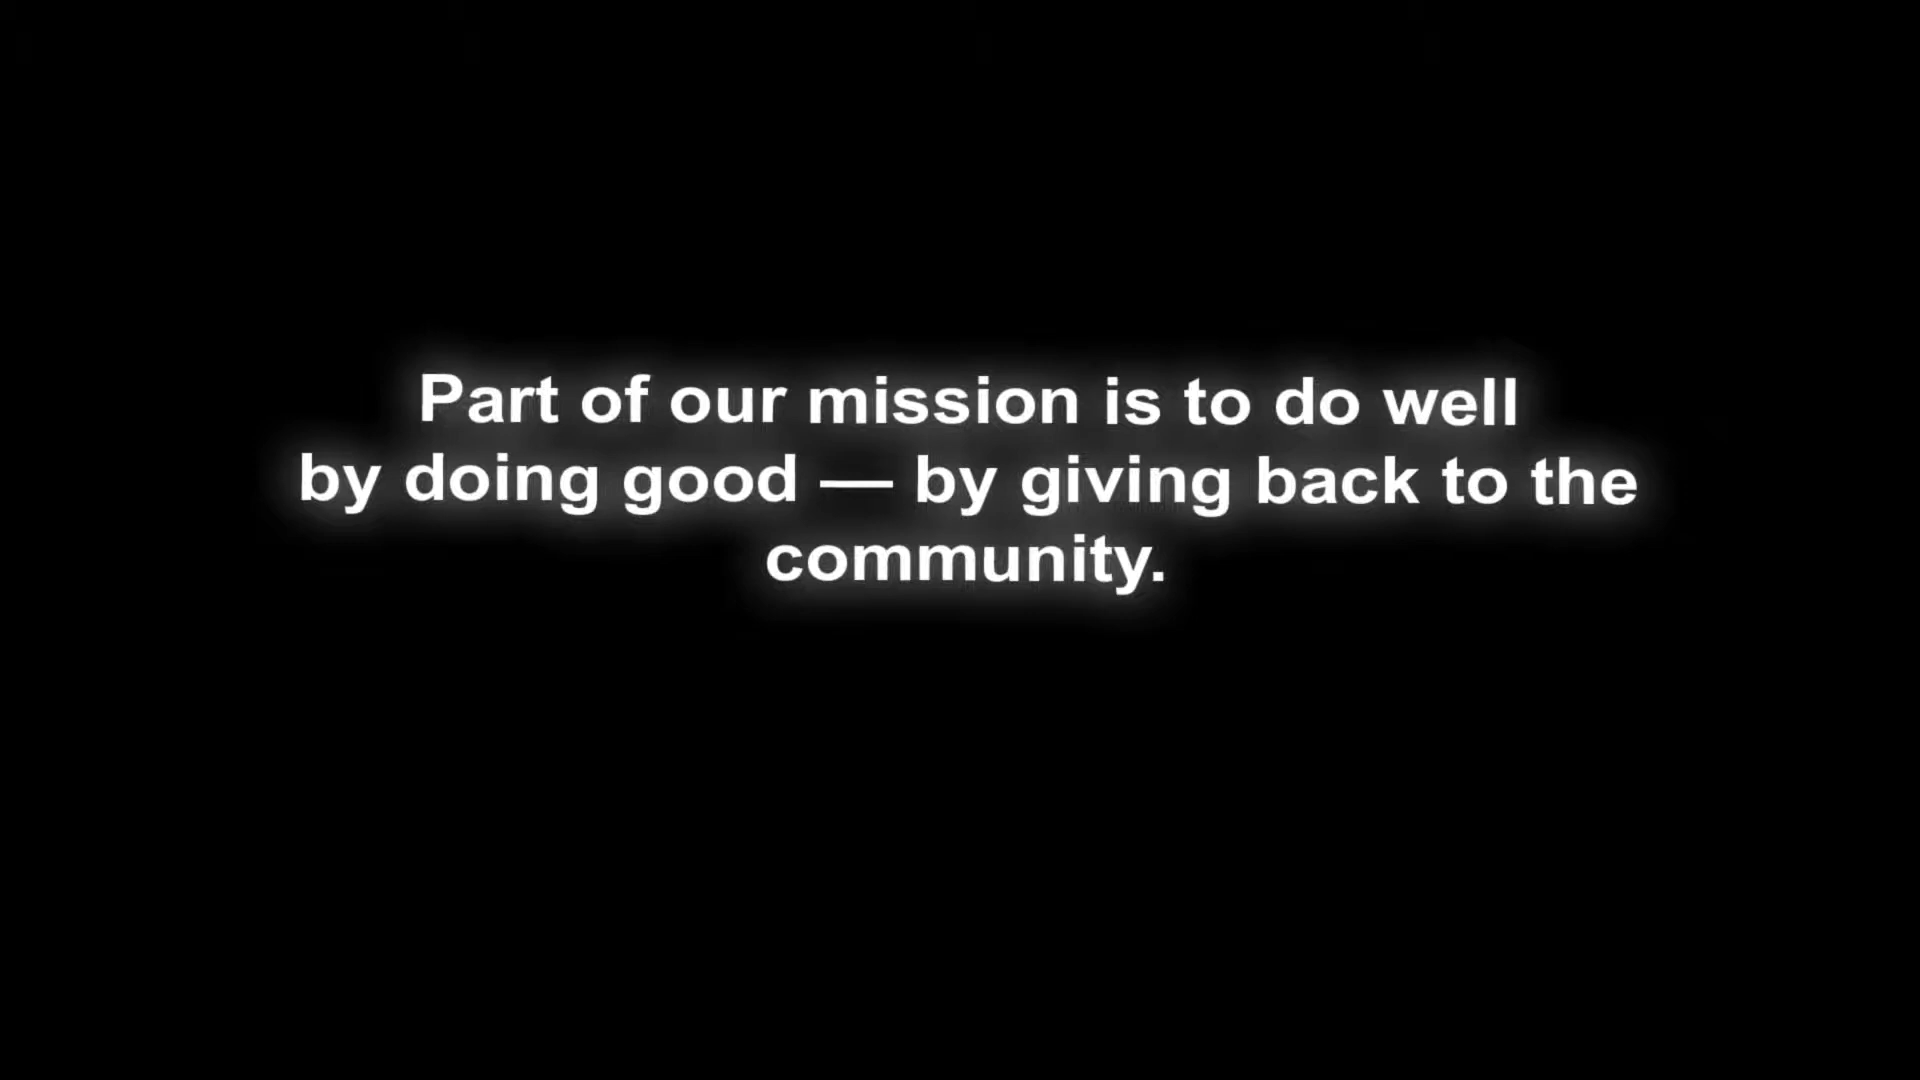 Part of our mission is to do well
by doing good — by giving back to the
community.